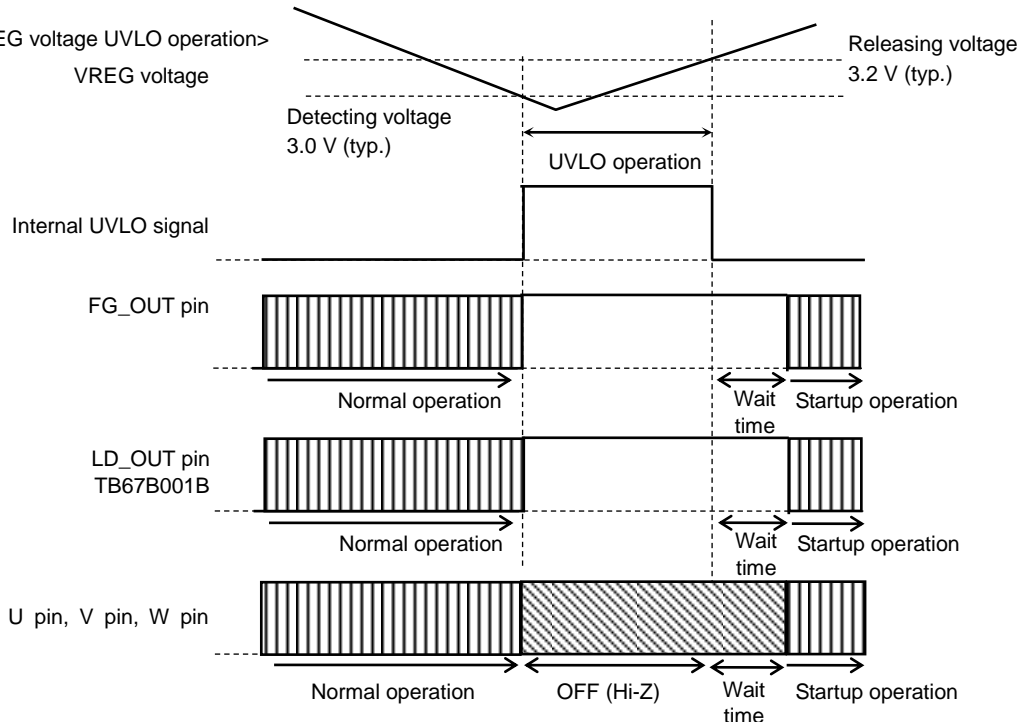 EG voltage UVLO operation>
VREG voltage
Releasing voltage
3.2 V (typ.)
Detecting voltage
3.0 V (typ.)
UVLO operation
Internal UVLO signal
FG_OUT pin
Normal operation
Wait
time
Startup operation
LD_OUT pin
TB67B001B
Normal operation
Wait
time
Startup operation
U pin, V pin, W pin
Normal operation
OFF (Hi-Z)
Wait
time
Startup operation